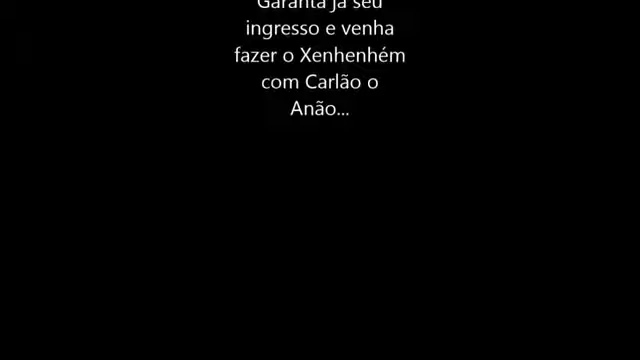 Garanta já seu
ingresso e venha
fazer o Xenhenhém
com Carlão o
Anão...